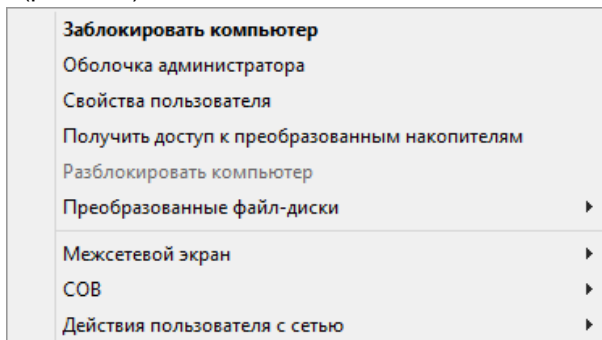 Заблокировать компьютер
Оболочка администратора
Свойства пользователя
Получить доступ к преобразованным накопителям
Разблокировать компьютер
Преобразованные файл-диски
Межсетевой экран
СОВ
Действия пользователя с сетью